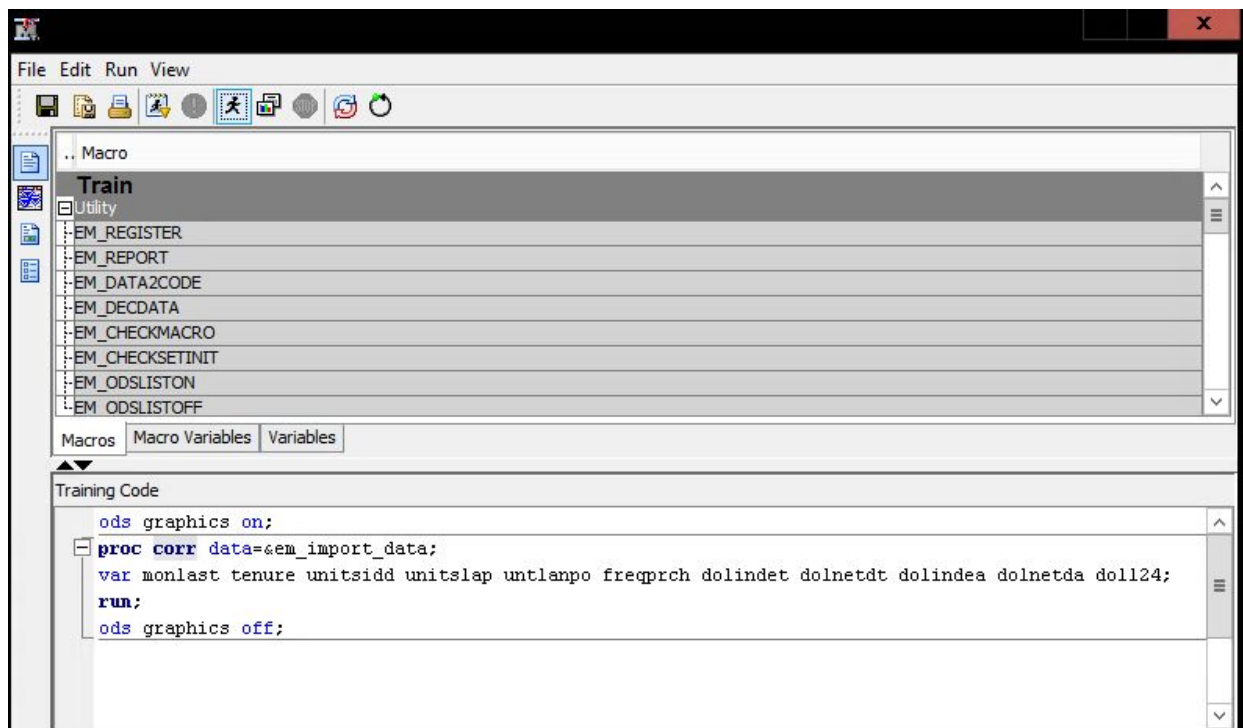 X
File Edit Run View
.. Macro
Train
Utility
EM_REGISTER
EM_REPORT
EM_DATA2CODE
EM_DECDATA
EM_CHECKMACRO
EM_CHECKSETINIT
EM_ODSLISTON
EM_ODSLISTOFF
Macros Macro Variables Variables
Training Code
ods graphics on;
proc corr data=&em_import_data;
var monlast tenure unitsidd unitslap untlanpo freqprch dolindet dolnetdt dolindea dolnetda doll24;
run;
ods graphics off;